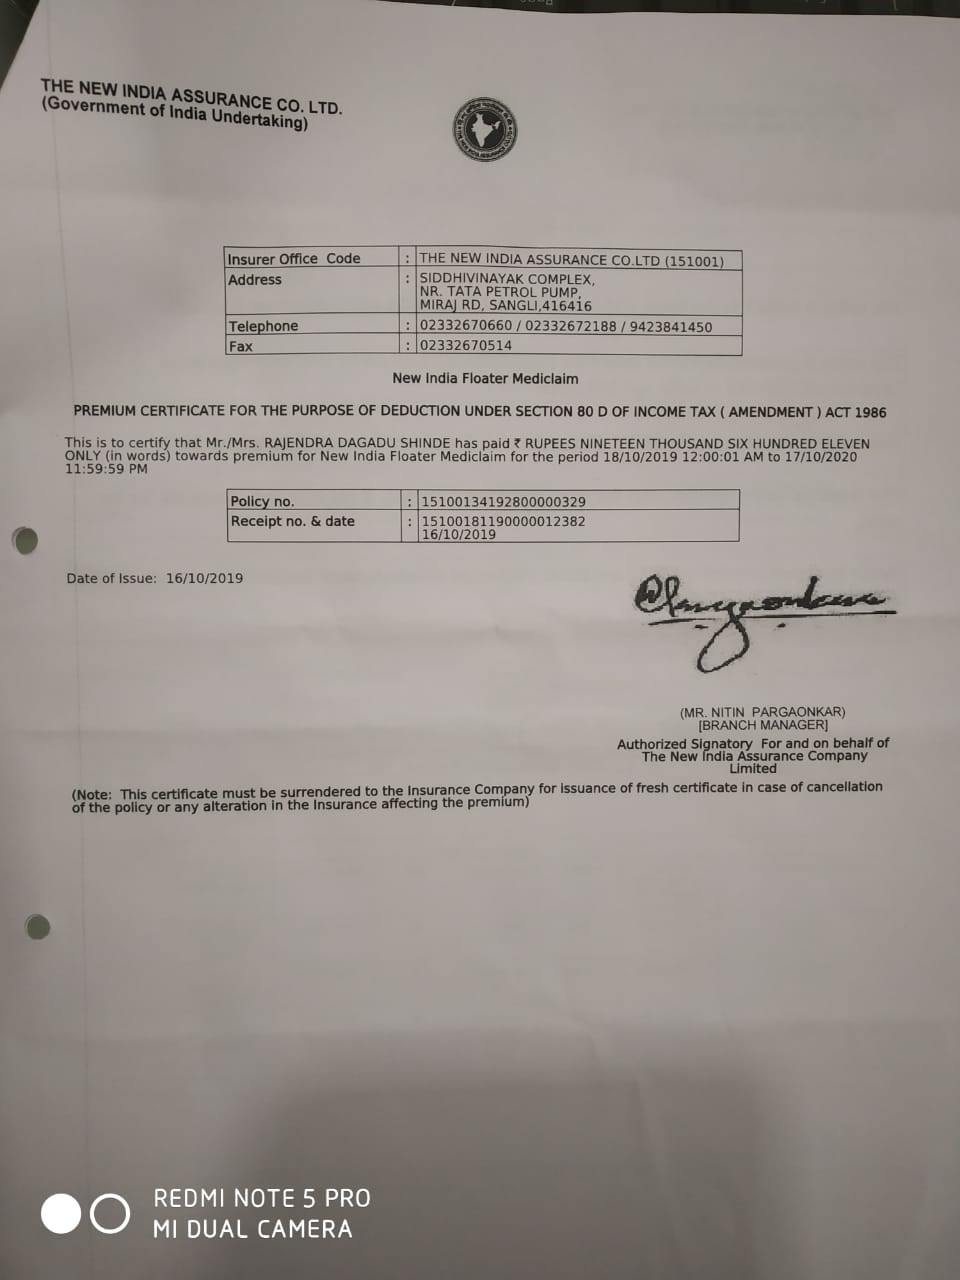 THE NEW INDIA ASSURANCE CO. LTD.
(Government of India Undertaking)
Insurer Office Code : THE NEW INDIA ASSURANCE CO.LTD (151001)
Address : SIDDHIVINAYAK COMPLEX,
NR. TATA PETROL PUMP,
MIRAJ RD, SANGLI,416416
Telephone : 02332670660 / 02332672188 / 9423841450
Fax : 02332670514
New India Floater Mediclaim
PREMIUM CERTIFICATE FOR THE PURPOSE OF DEDUCTION UNDER SECTION 80 D OF INCOME TAX ( AMENDMENT ) ACT 1986
This is to certify that Mr./Mrs. RAJENDRA DAGADU SHINDE has paid ₹ RUPEES NINETEEN THOUSAND SIX HUNDRED ELEVEN
ONLY (in words) towards premium for New India Floater Mediclaim for the period 18/10/2019 12:00:01 AM to 17/10/2020
11:59:59 PM
Policy no. : 15100134192800000329
Receipt no. & date : 15100181190000012382
16/10/2019
Date of Issue: 16/10/2019
(MR. NITIN PARGAONKAR)
[BRANCH MANAGER]
Authorized Signatory For and on behalf of
The New India Assurance Company
Limited
(Note: This certificate must be surrendered to the Insurance Company for issuance of fresh certificate in case of cancellation
of the policy or any alteration in the Insurance affecting the premium)
REDMI NOTE 5 PRO
MI DUAL CAMERA